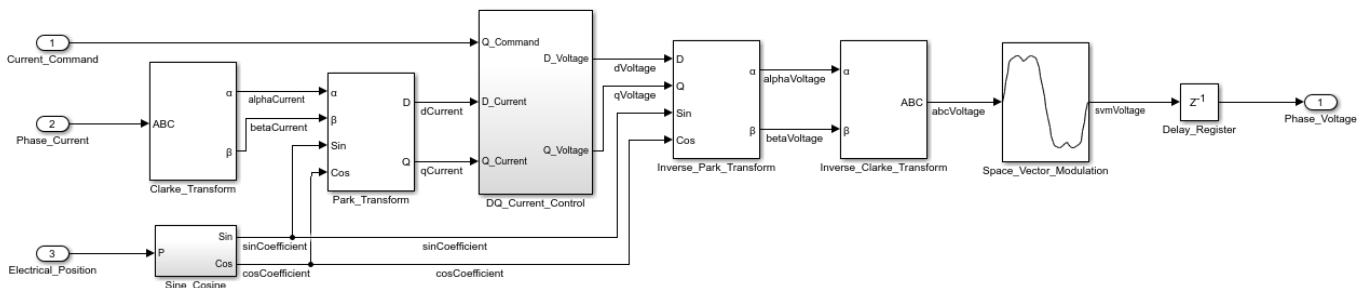 1
Current_Command
2
Phase_Current
3
Electrical_Position
ABC
α
β
Clarke_Transform
alphaCurrent
betaCurrent
P
Sin
Cos
Sine_Cosine
sinCoefficient
cosCoefficient
α
β
Sin
Cos
D
Q
Park_Transform
dCurrent
qCurrent
sinCoefficient
cosCoefficient
Q_Command
D_Current
Q_Current
D_Voltage
Q_Voltage
DQ_Current_Control
dVoltage
qVoltage
D
Q
Sin
Cos
α
β
Inverse_Park_Transform
alphaVoltage
betaVoltage
α
β
ABC
Inverse_Clarke_Transform
abcVoltage
Space_Vector_Modulation
svmVoltage
z-1
Delay_Register
1
Phase_Voltage